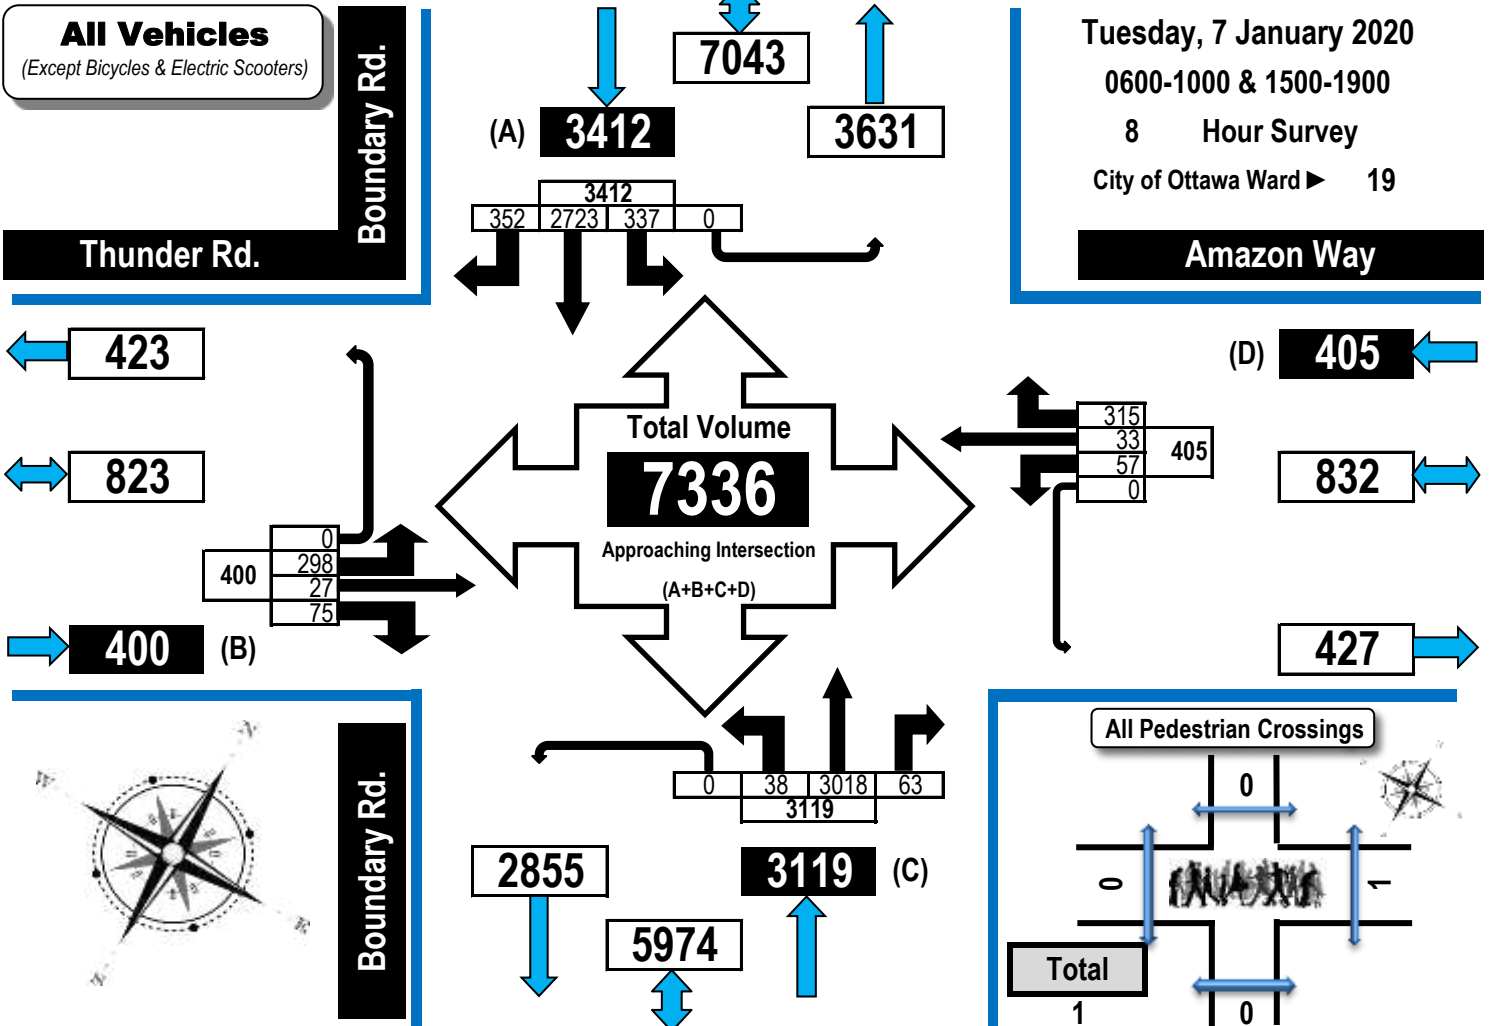 All Vehicles
(Except Bicycles & Electric Scooters)
Boundary Rd.
Thunder Rd.
7043
(A)
3412
3631
3412
352 2723 337 0
Tuesday, 7 January 2020
0600-1000 & 1500-1900
8 Hour Survey
City of Ottawa Ward ► 19
Amazon Way
423
823
0
298
27
75
400
400
(B)
Total Volume
7336
Approaching Intersection
(A+B+C+D)
(D)
405
315
33
57
0
405
832
427
Boundary Rd.
N
W
E
S
0 38 3018 63
3119
2855
3119
(C)
5974
All Pedestrian Crossings
0
0
1
Total
1
0